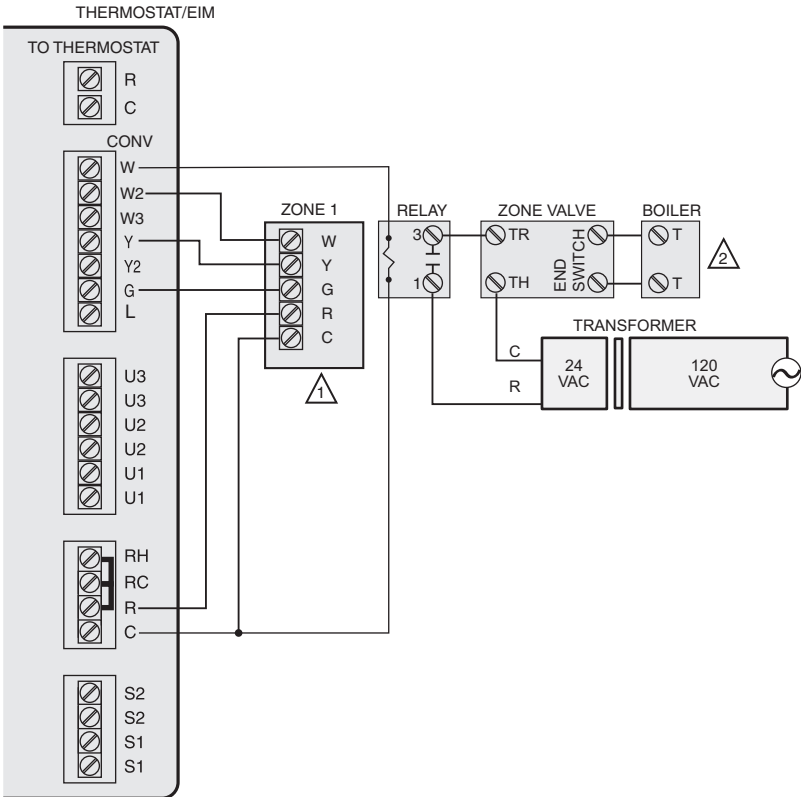 THERMOSTAT/EIM
TO THERMOSTAT
R
C
CONV
W
W2
W3
Y
Y2
G
L
U3
U3
U2
U2
U1
U1
RH
RC
R
C
S2
S2
S1
S1
ZONE 1
W
Y
G
R
C
1
RELAY
3
1
ZONE VALVE
TR
TH
END
SWITCH
BOILER
T
T
2
TRANSFORMER
C
R
24
VAC
120
VAC